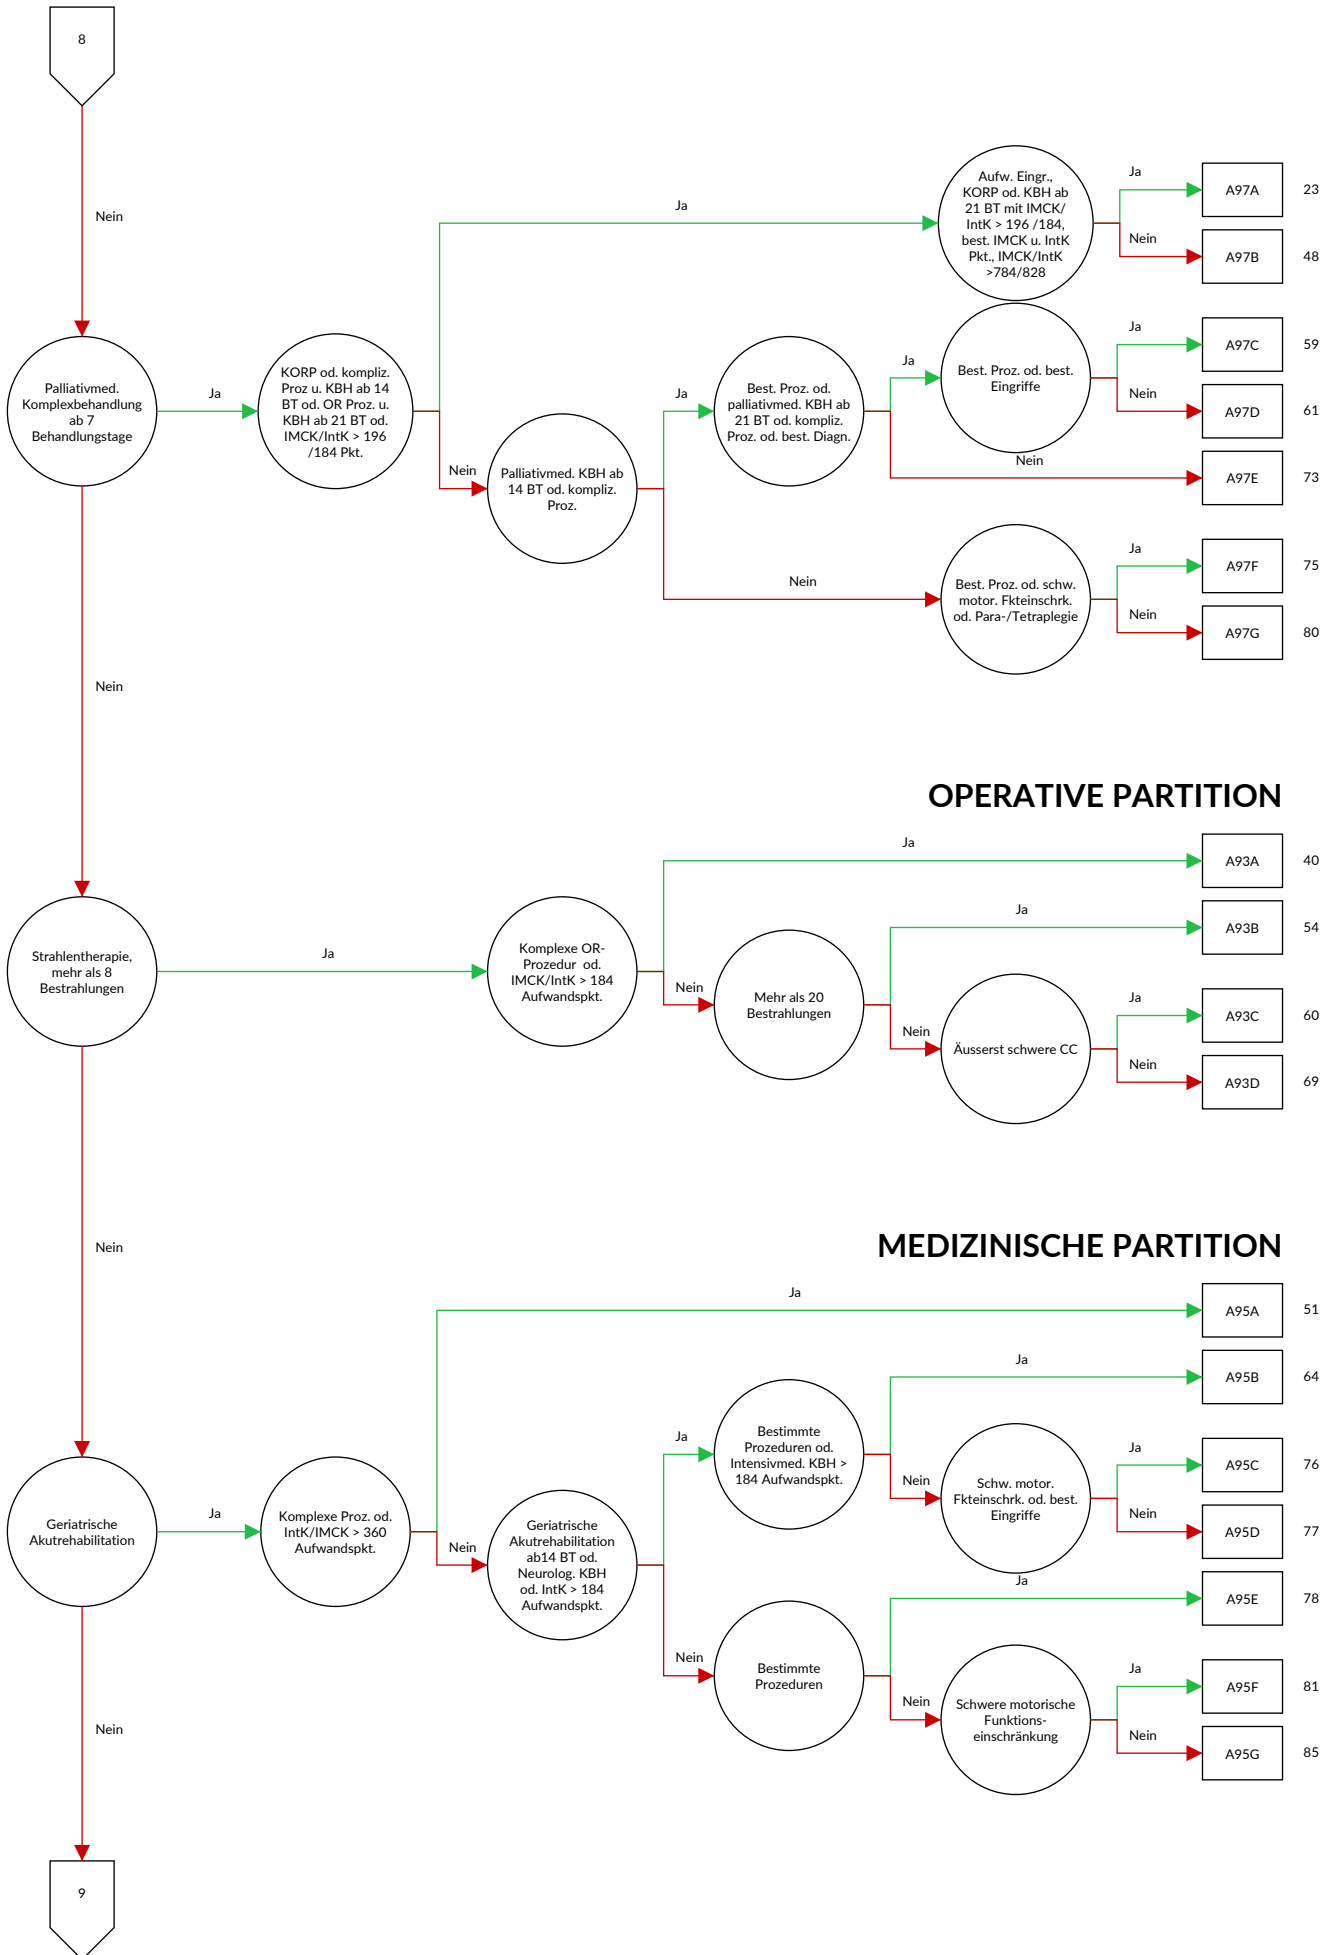 8
Nein
Ja
Aufw. Eingr.,
KORP od. KBH ab
21 BT mit IMCK/
IntK > 196 /184,
best. IMCK u. IntK
Pkt., IMCK/IntK
>784/828
Ja
A97A
23
Nein
A97B
48
Palliativmed.
Komplexbehandlung
ab 7
Behandlungstage
Ja
KORP od. kompliz.
Proz u. KBH ab 14
BT od. OR Proz. u.
KBH ab 21 BT od.
IMCK/IntK > 196
/184 Pkt.
Nein
Palliativmed. KBH ab
14 BT od. kompliz.
Proz.
Ja
Best. Proz. od.
palliativmed. KBH ab
21 BT od. kompliz.
Proz. od. best. Diagn.
Ja
Best. Proz. od. best.
Eingriffe
Ja
A97C
59
Nein
A97D
61
Nein
A97E
73
Nein
Best. Proz. od. schw.
motor. Fkteinschrk.
od. Para-/Tetraplegie
Ja
A97F
75
Nein
A97G
80
Nein
OPERATIVE PARTITION
Strahlentherapie,
mehr als 8
Bestrahlungen
Ja
Komplexe OR-
Prozedur od.
IMCK/IntK > 184
Aufwandspkt.
Ja
A93A
40
Nein
Mehr als 20
Bestrahlungen
Ja
A93B
54
Nein
Äusserst schwere CC
Ja
A93C
60
Nein
A93D
69
Nein
MEDIZINISCHE PARTITION
Geriatrische
Akutrehabilitation
Ja
Komplexe Proz. od.
IntK/IMCK > 360
Aufwandspkt.
Ja
A95A
51
Nein
Geriatrische
Akutrehabilitation
ab14 BT od.
Neurolog. KBH
od. IntK > 184
Aufwandspkt.
Ja
Bestimmte
Prozeduren od.
Intensivmed. KBH >
184 Aufwandspkt.
Ja
A95B
64
Nein
Schw. motor.
Fkteinschrk. od. best.
Eingriffe
Ja
A95C
76
Nein
A95D
77
Nein
Bestimmte
Prozeduren
Ja
A95E
78
Nein
Schwere motorische
Funktions-
einschränkung
Ja
A95F
81
Nein
A95G
85
Nein
9